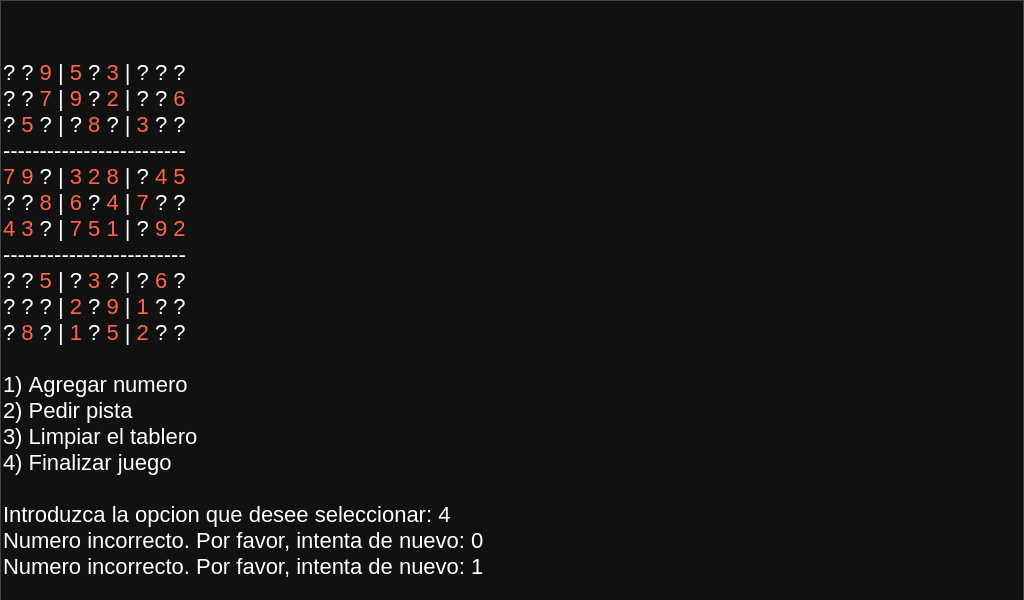 ? ? 9 | 5 ? 3 | ? ? ?
? ? 7 | 9 ? 2 | ? ? 6
? 5 ? | ? 8 ? | 3 ? ?
-------------------------
7 9 ? | 3 2 8 | ? 4 5
? ? 8 | 6 ? 4 | 7 ? ?
4 3 ? | 7 5 1 | ? 9 2
-------------------------
? ? 5 | ? 3 ? | ? 6 ?
? ? ? | 2 ? 9 | 1 ? ?
? 8 ? | 1 ? 5 | 2 ? ?
1) Agregar numero
2) Pedir pista
3) Limpiar el tablero
4) Finalizar juego
Introduzca la opcion que desee seleccionar: 4
Numero incorrecto. Por favor, intenta de nuevo: 0
Numero incorrecto. Por favor, intenta de nuevo: 1